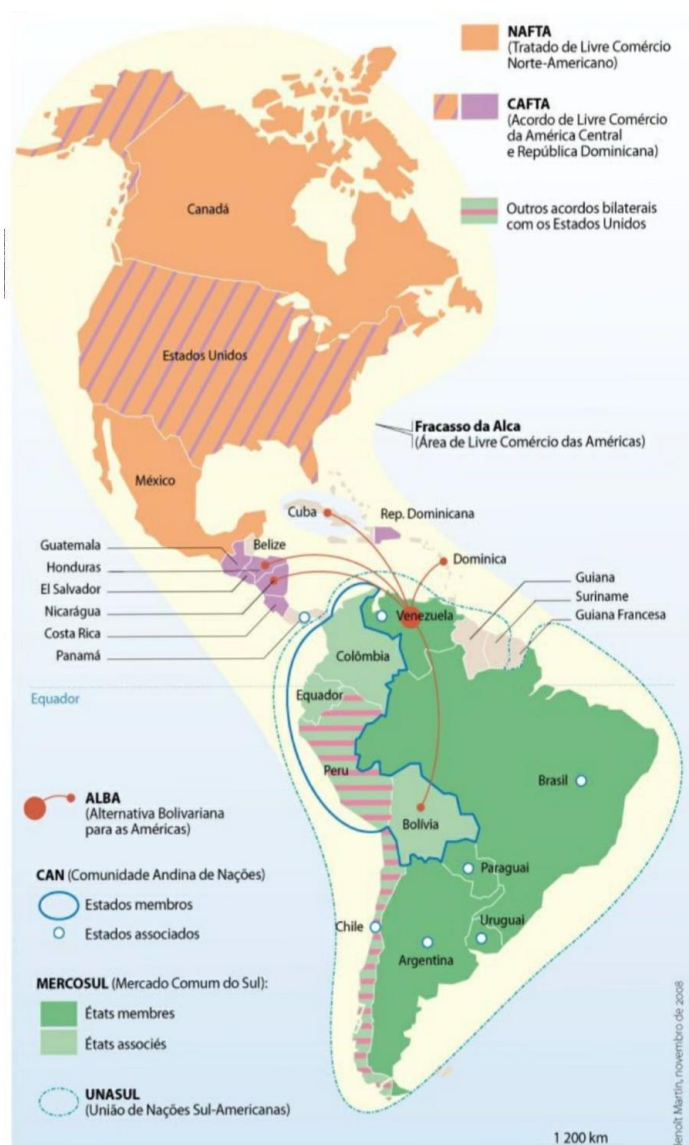 NAFTA
(Tratado de Livre Comércio
Norte-Americano)
CAFTA
(Acordo de Livre Comércio
da América Central
e República Dominicana)
Outros acordos bilaterais
com os Estados Unidos
Canadá
Estados Unidos
Fracasso da Alca
(Área de Livre Comércio das Américas)
México
Cuba
Rep. Dominicana
Guatemala
Belize
Honduras
Dominica
El Salvador
Guiana
Nicarágua
Suriname
Venezuela
Guiana Francesa
Costa Rica
Panamá
Colômbia
Equador
Equador
Peru
Brasil
ALBA
(Alternativa Bolivariana
para as Américas)
Bolívia
CAN (Comunidade Andina de Nações)
Paraguai
Estados membros
Uruguai
Chile
Estados associados
Argentina
MERCOSUL (Mercado Comum do Sul):
États membres
États associés
UNASUL
(União de Nações Sul-Americanas)
1 200 km
Martin, novembro de 2008